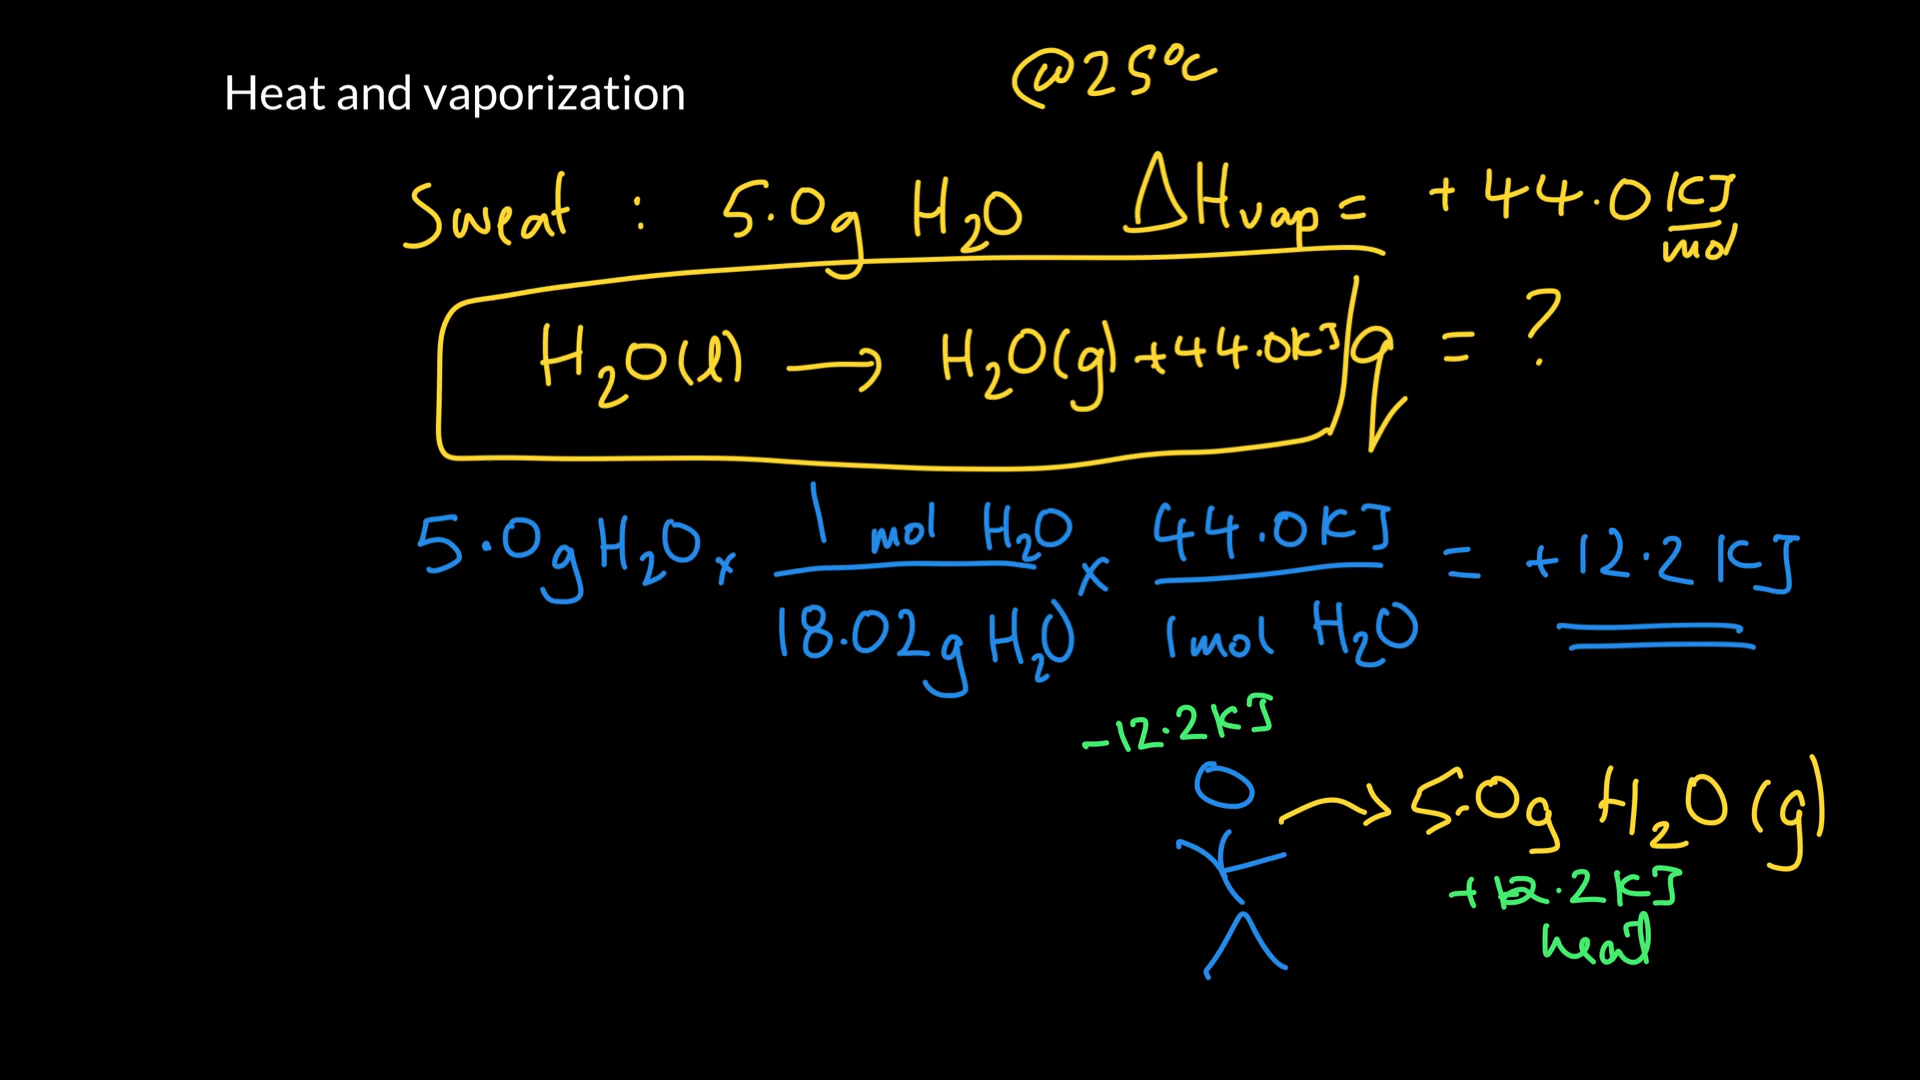 @25°C
Heat and vaporization
Sweat : 5.0g H₂O ΔHvap = +44.0 KJ/mol
H₂O(l) → H₂O(g) +44.0KJ q = ?
5.0g H₂O x 1 mol H₂O / 18.02g H₂O x 44.0KJ / 1 mol H₂O = +12.2 KJ
-12.2KJ
→ 5.0g H₂O(g)
+12.2KJ
heat